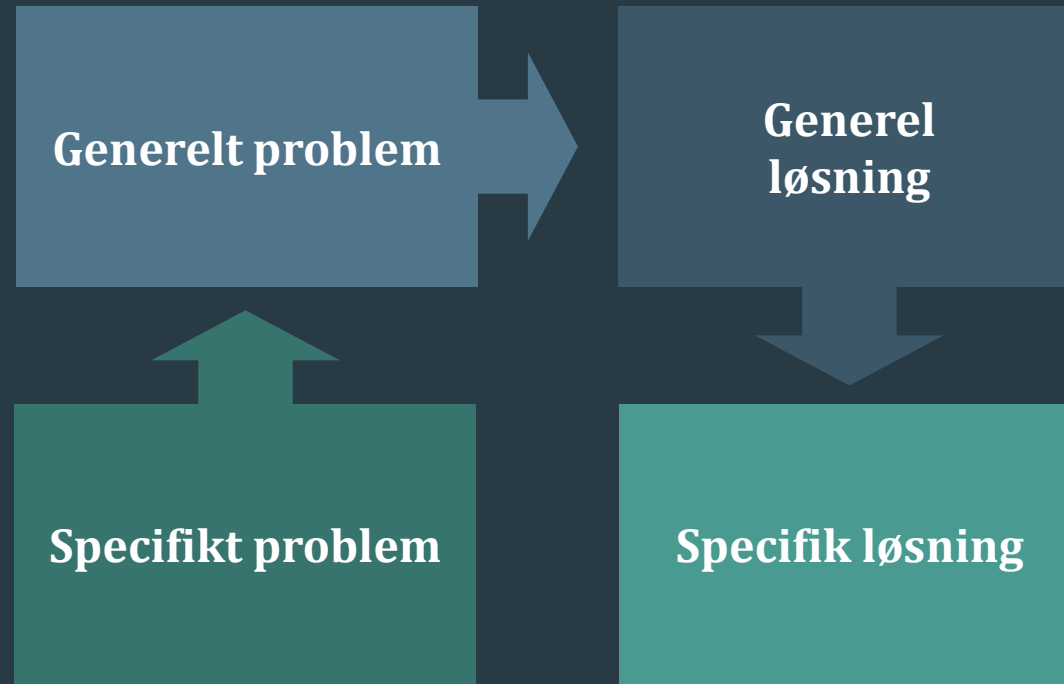 Generelt problem
Generel
løsning
Specifikt problem
Specifik løsning